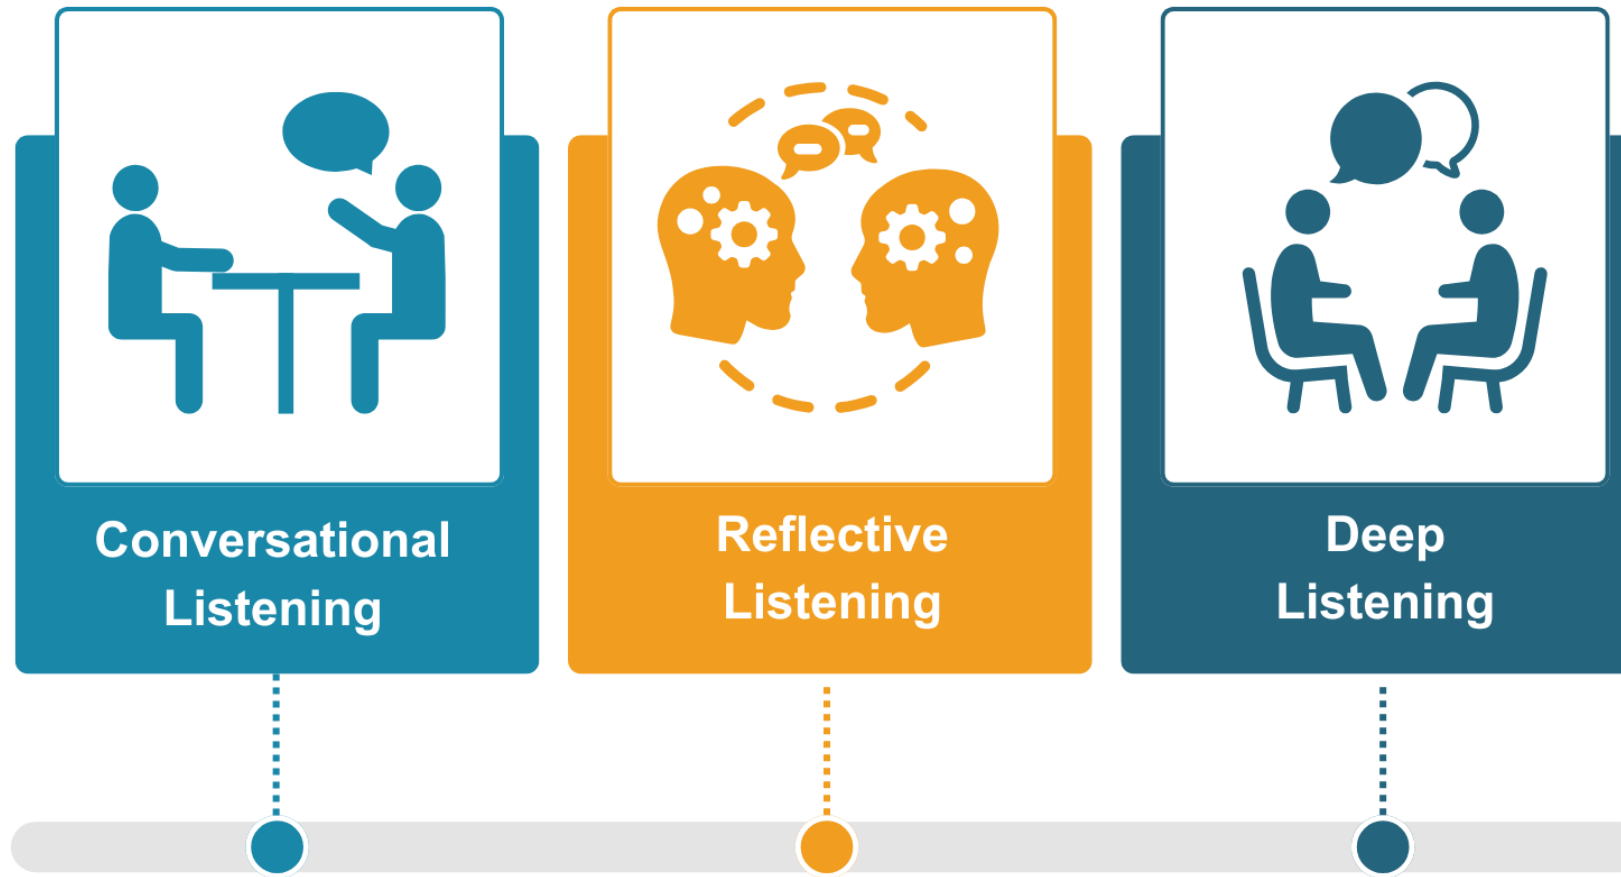 Conversational
Listening
Reflective
Listening
Deep
Listening